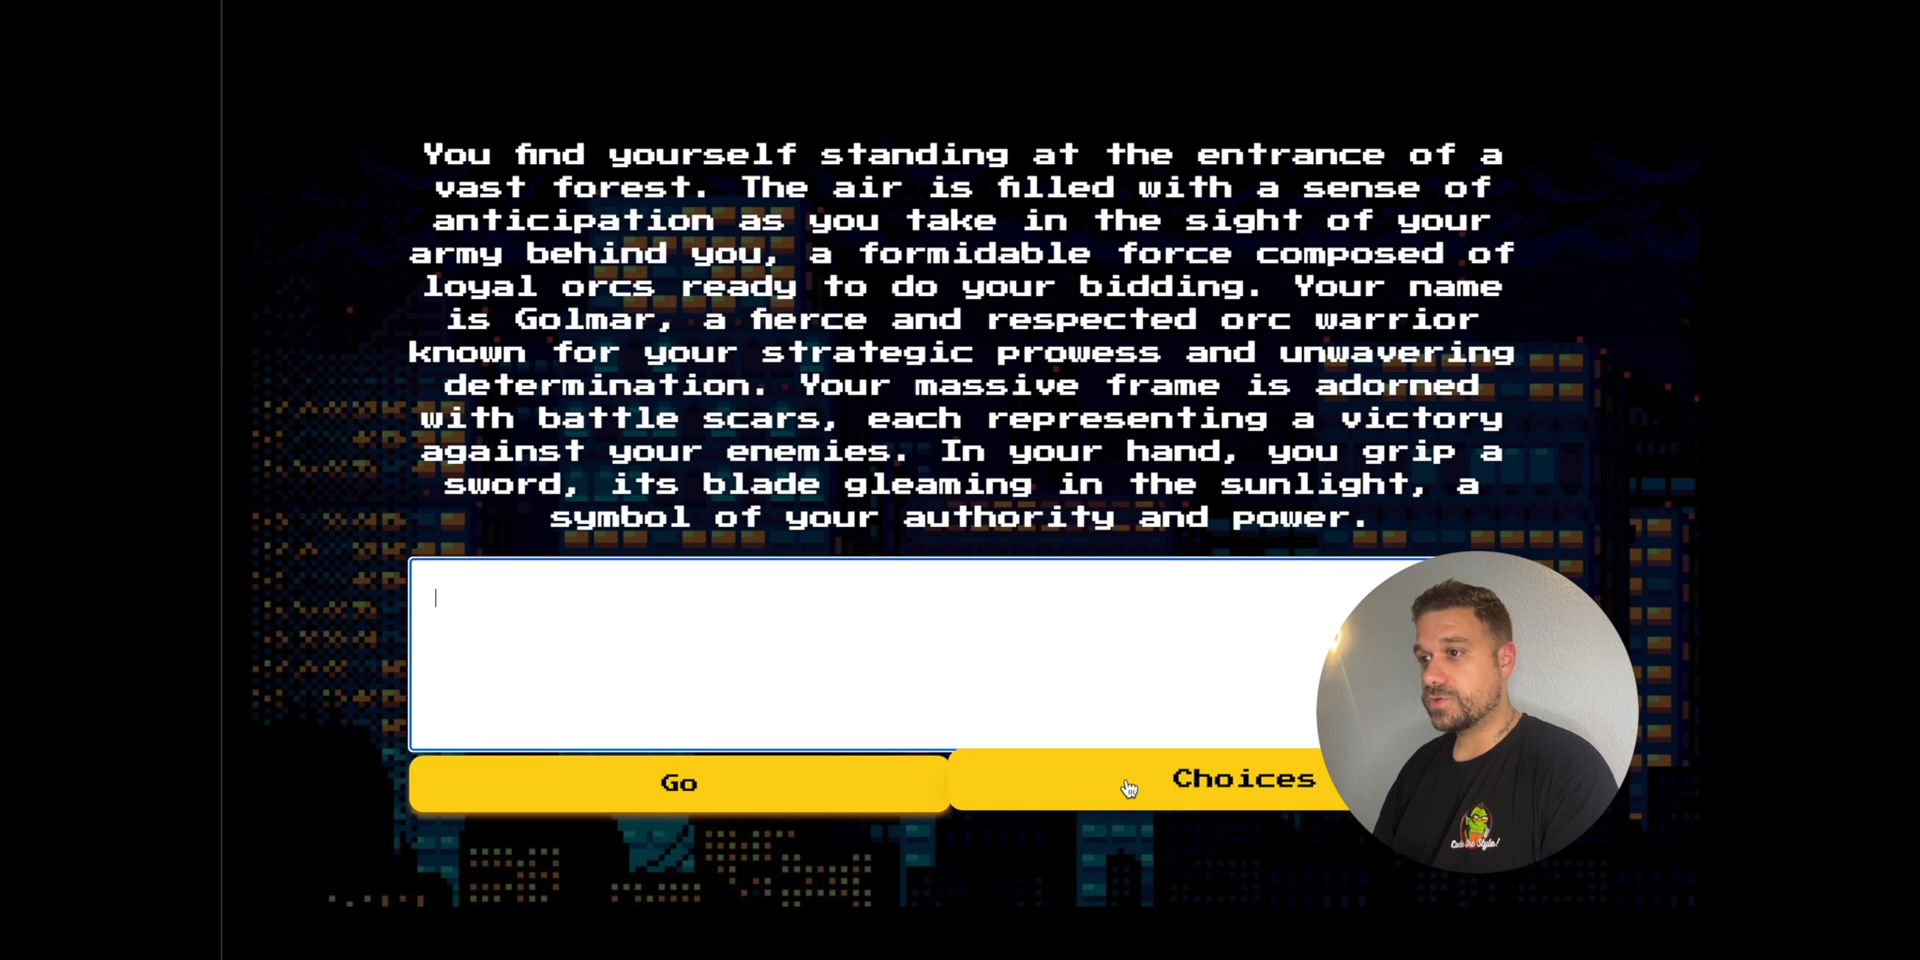 You find yourself standing at the entrance of a
vast forest. The air is filled with a sense of
anticipation as you take in the sight of your
army behind you, a formidable force composed of
loyal orcs ready to do your bidding. Your name
is Golmar, a fierce and respected orc warrior
known for your strategic prowess and unwavering
determination. Your massive frame is adorned
with battle scars, each representing a victory
against your enemies. In your hand, you grip a
sword, its blade gleaming in the sunlight, a
symbol of your authority and power.
Go
Choices